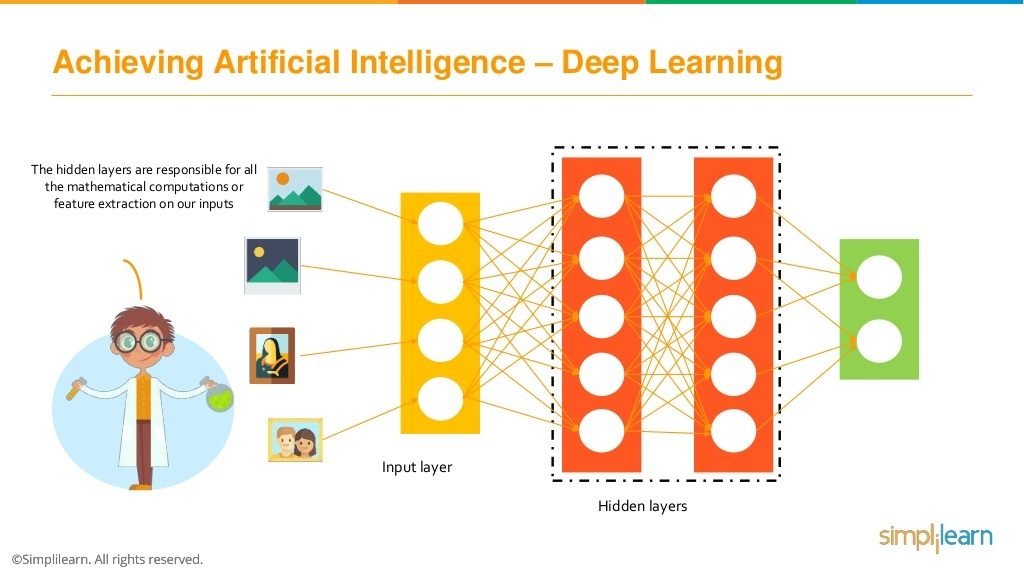 Achieving Artificial Intelligence – Deep Learning
The hidden layers are responsible for all
the mathematical computations or
feature extraction on our inputs
Input layer
Hidden layers
simplilearn
©Simplilearn. All rights reserved.